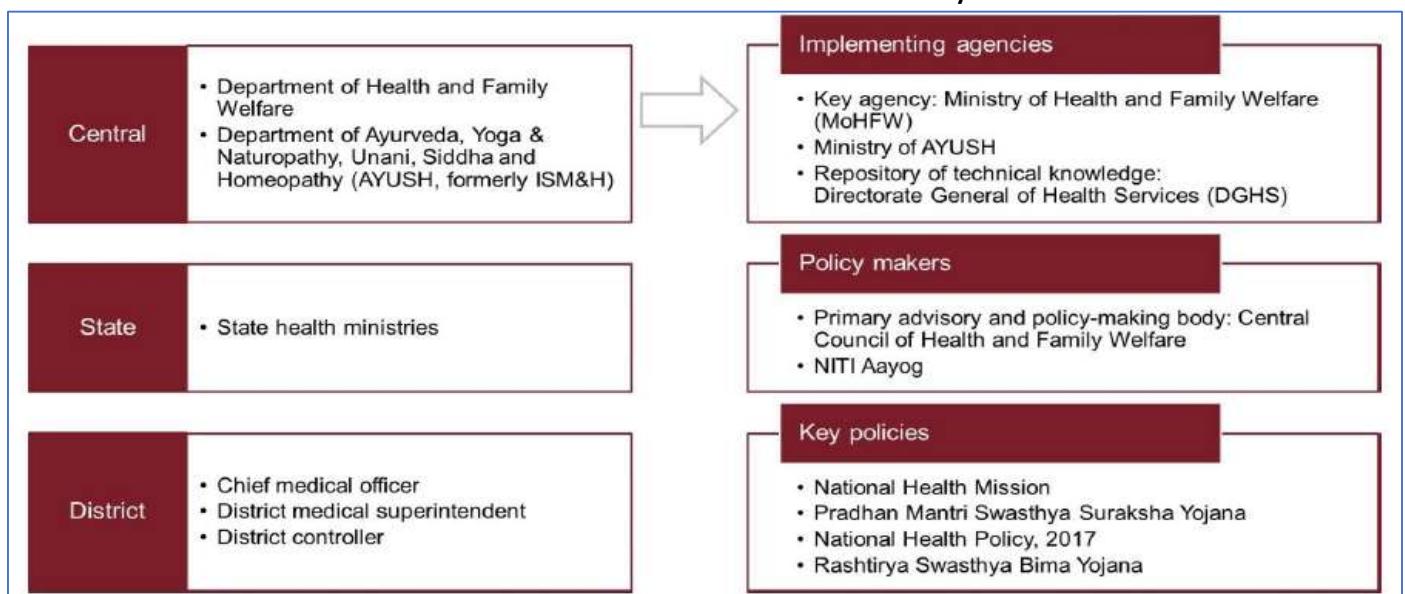 Central
• Department of Health and Family
Welfare
• Department of Ayurveda, Yoga &
Naturopathy, Unani, Siddha and
Homeopathy (AYUSH, formerly ISM&H)
Implementing agencies
• Key agency: Ministry of Health and Family Welfare
(MoHFW)
• Ministry of AYUSH
• Repository of technical knowledge:
Directorate General of Health Services (DGHS)
State
• State health ministries
Policy makers
• Primary advisory and policy-making body: Central
Council of Health and Family Welfare
• NITI Aayog
District
• Chief medical officer
• District medical superintendent
• District controller
Key policies
• National Health Mission
• Pradhan Mantri Swasthya Suraksha Yojana
• National Health Policy, 2017
• Rashtirya Swasthya Bima Yojana